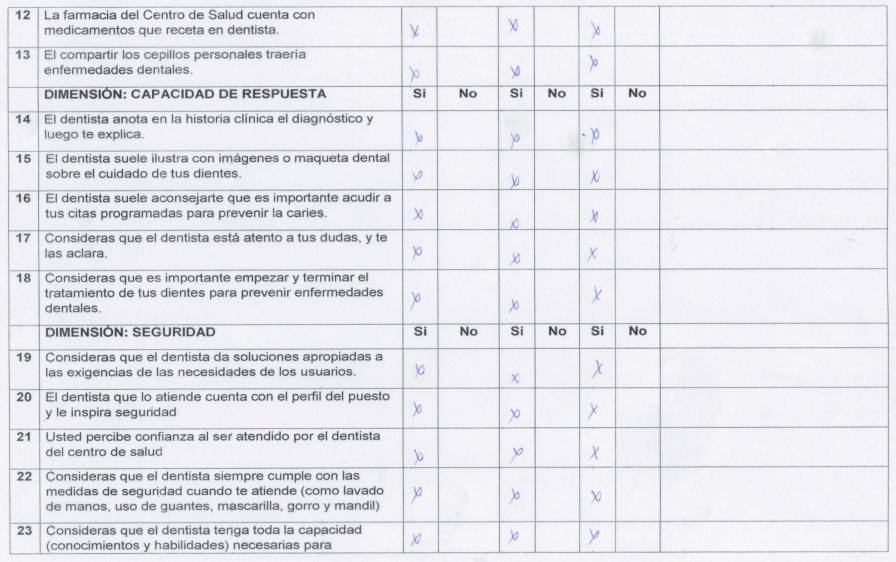 12 La farmacia del Centro de Salud cuenta con
medicamentos que receta en dentista. X X X
13 El compartir los cepillos personales traería
enfermedades dentales. X X X
DIMENSIÓN: CAPACIDAD DE RESPUESTA Si No Si No Si No
14 El dentista anota en la historia clínica el diagnóstico y
luego te explica. X X X
15 El dentista suele ilustra con imágenes o maqueta dental
sobre el cuidado de tus dientes. X X X
16 El dentista suele aconsejarte que es importante acudir a
tus citas programadas para prevenir la caries. X X X
17 Consideras que el dentista está atento a tus dudas, y te
las aclara. X X X
18 Consideras que es importante empezar y terminar el
tratamiento de tus dientes para prevenir enfermedades
dentales. X X X
DIMENSIÓN: SEGURIDAD Si No Si No Si No
19 Consideras que el dentista da soluciones apropiadas a
las exigencias de las necesidades de los usuarios. X X X
20 El dentista que lo atiende cuenta con el perfil del puesto
y le inspira seguridad X X X
21 Usted percibe confianza al ser atendido por el dentista
del centro de salud X X X
22 Consideras que el dentista siempre cumple con las
medidas de seguridad cuando te atiende (como lavado
de manos, uso de guantes, mascarilla, gorro y mandil) X X X
23 Consideras que el dentista tenga toda la capacidad
(conocimientos y habilidades) necesarias para X X X